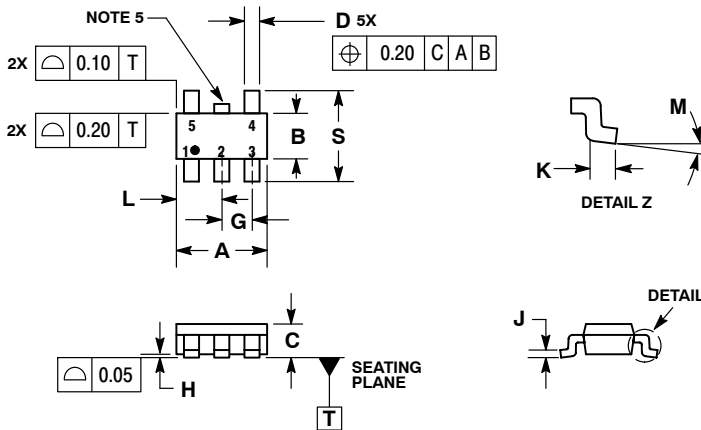 NOTE 5
D 5X
⌖ 0.20 C A B
2X ⌓ 0.10 T
2X ⌓ 0.20 T
5 4
1 2 3
B
S
L
G
A
M
K
DETAIL Z
C
⌓ 0.05
H
SEATING
PLANE
T
J
DETAIL